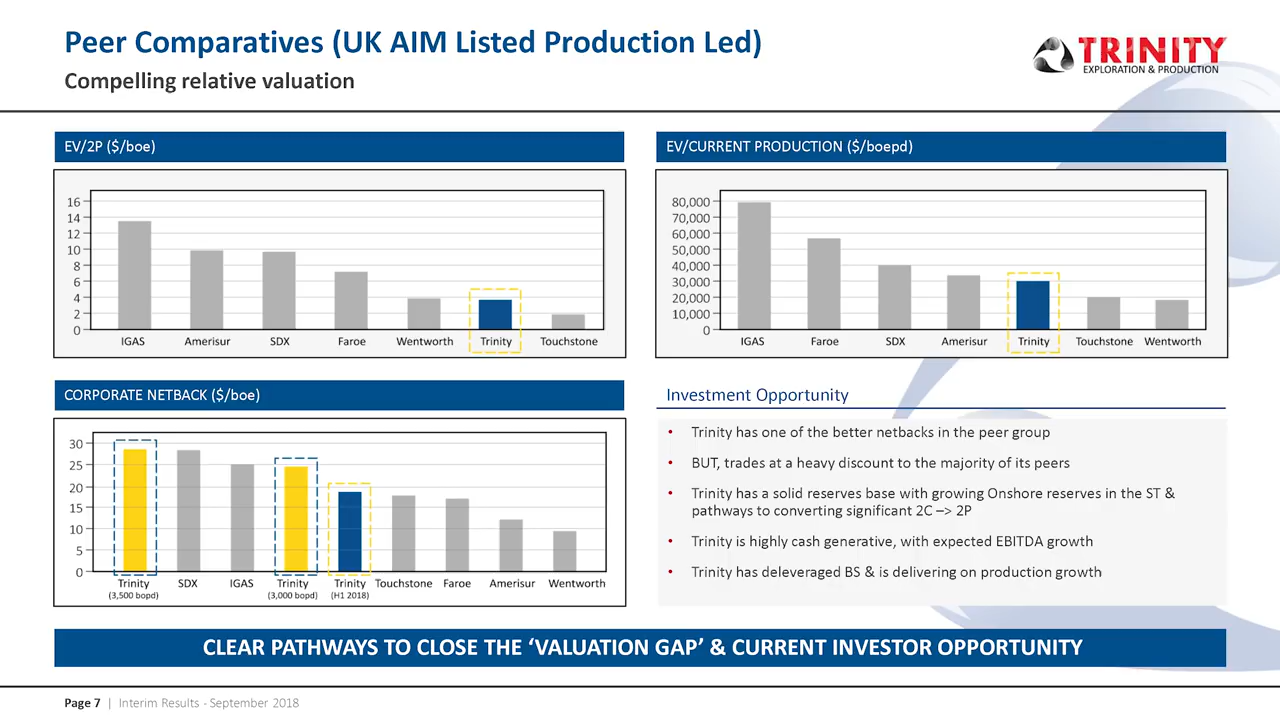 Peer Comparatives (UK AIM Listed Production Led)
Compelling relative valuation
TRINITY
EXPLORATION & PRODUCTION
EV/2P ($/boe)
16
14
12
10
8
6
4
2
0
IGAS Amerisur SDX Faroe Wentworth Trinity Touchstone
EV/CURRENT PRODUCTION ($/boepd)
80,000
70,000
60,000
50,000
40,000
30,000
20,000
10,000
0
IGAS Faroe SDX Amerisur Trinity Touchstone Wentworth
CORPORATE NETBACK ($/boe)
30
25
20
15
10
5
0
Trinity SDX IGAS Trinity Trinity Touchstone Faroe Amerisur Wentworth
(3,500 bopd) (3,000 bopd) (H1 2018)
Investment Opportunity
• Trinity has one of the better netbacks in the peer group
• BUT, trades at a heavy discount to the majority of its peers
• Trinity has a solid reserves base with growing Onshore reserves in the ST &
pathways to converting significant 2C –> 2P
• Trinity is highly cash generative, with expected EBITDA growth
• Trinity has deleveraged BS & is delivering on production growth
CLEAR PATHWAYS TO CLOSE THE ‘VALUATION GAP’ & CURRENT INVESTOR OPPORTUNITY
Page 7 | Interim Results - September 2018